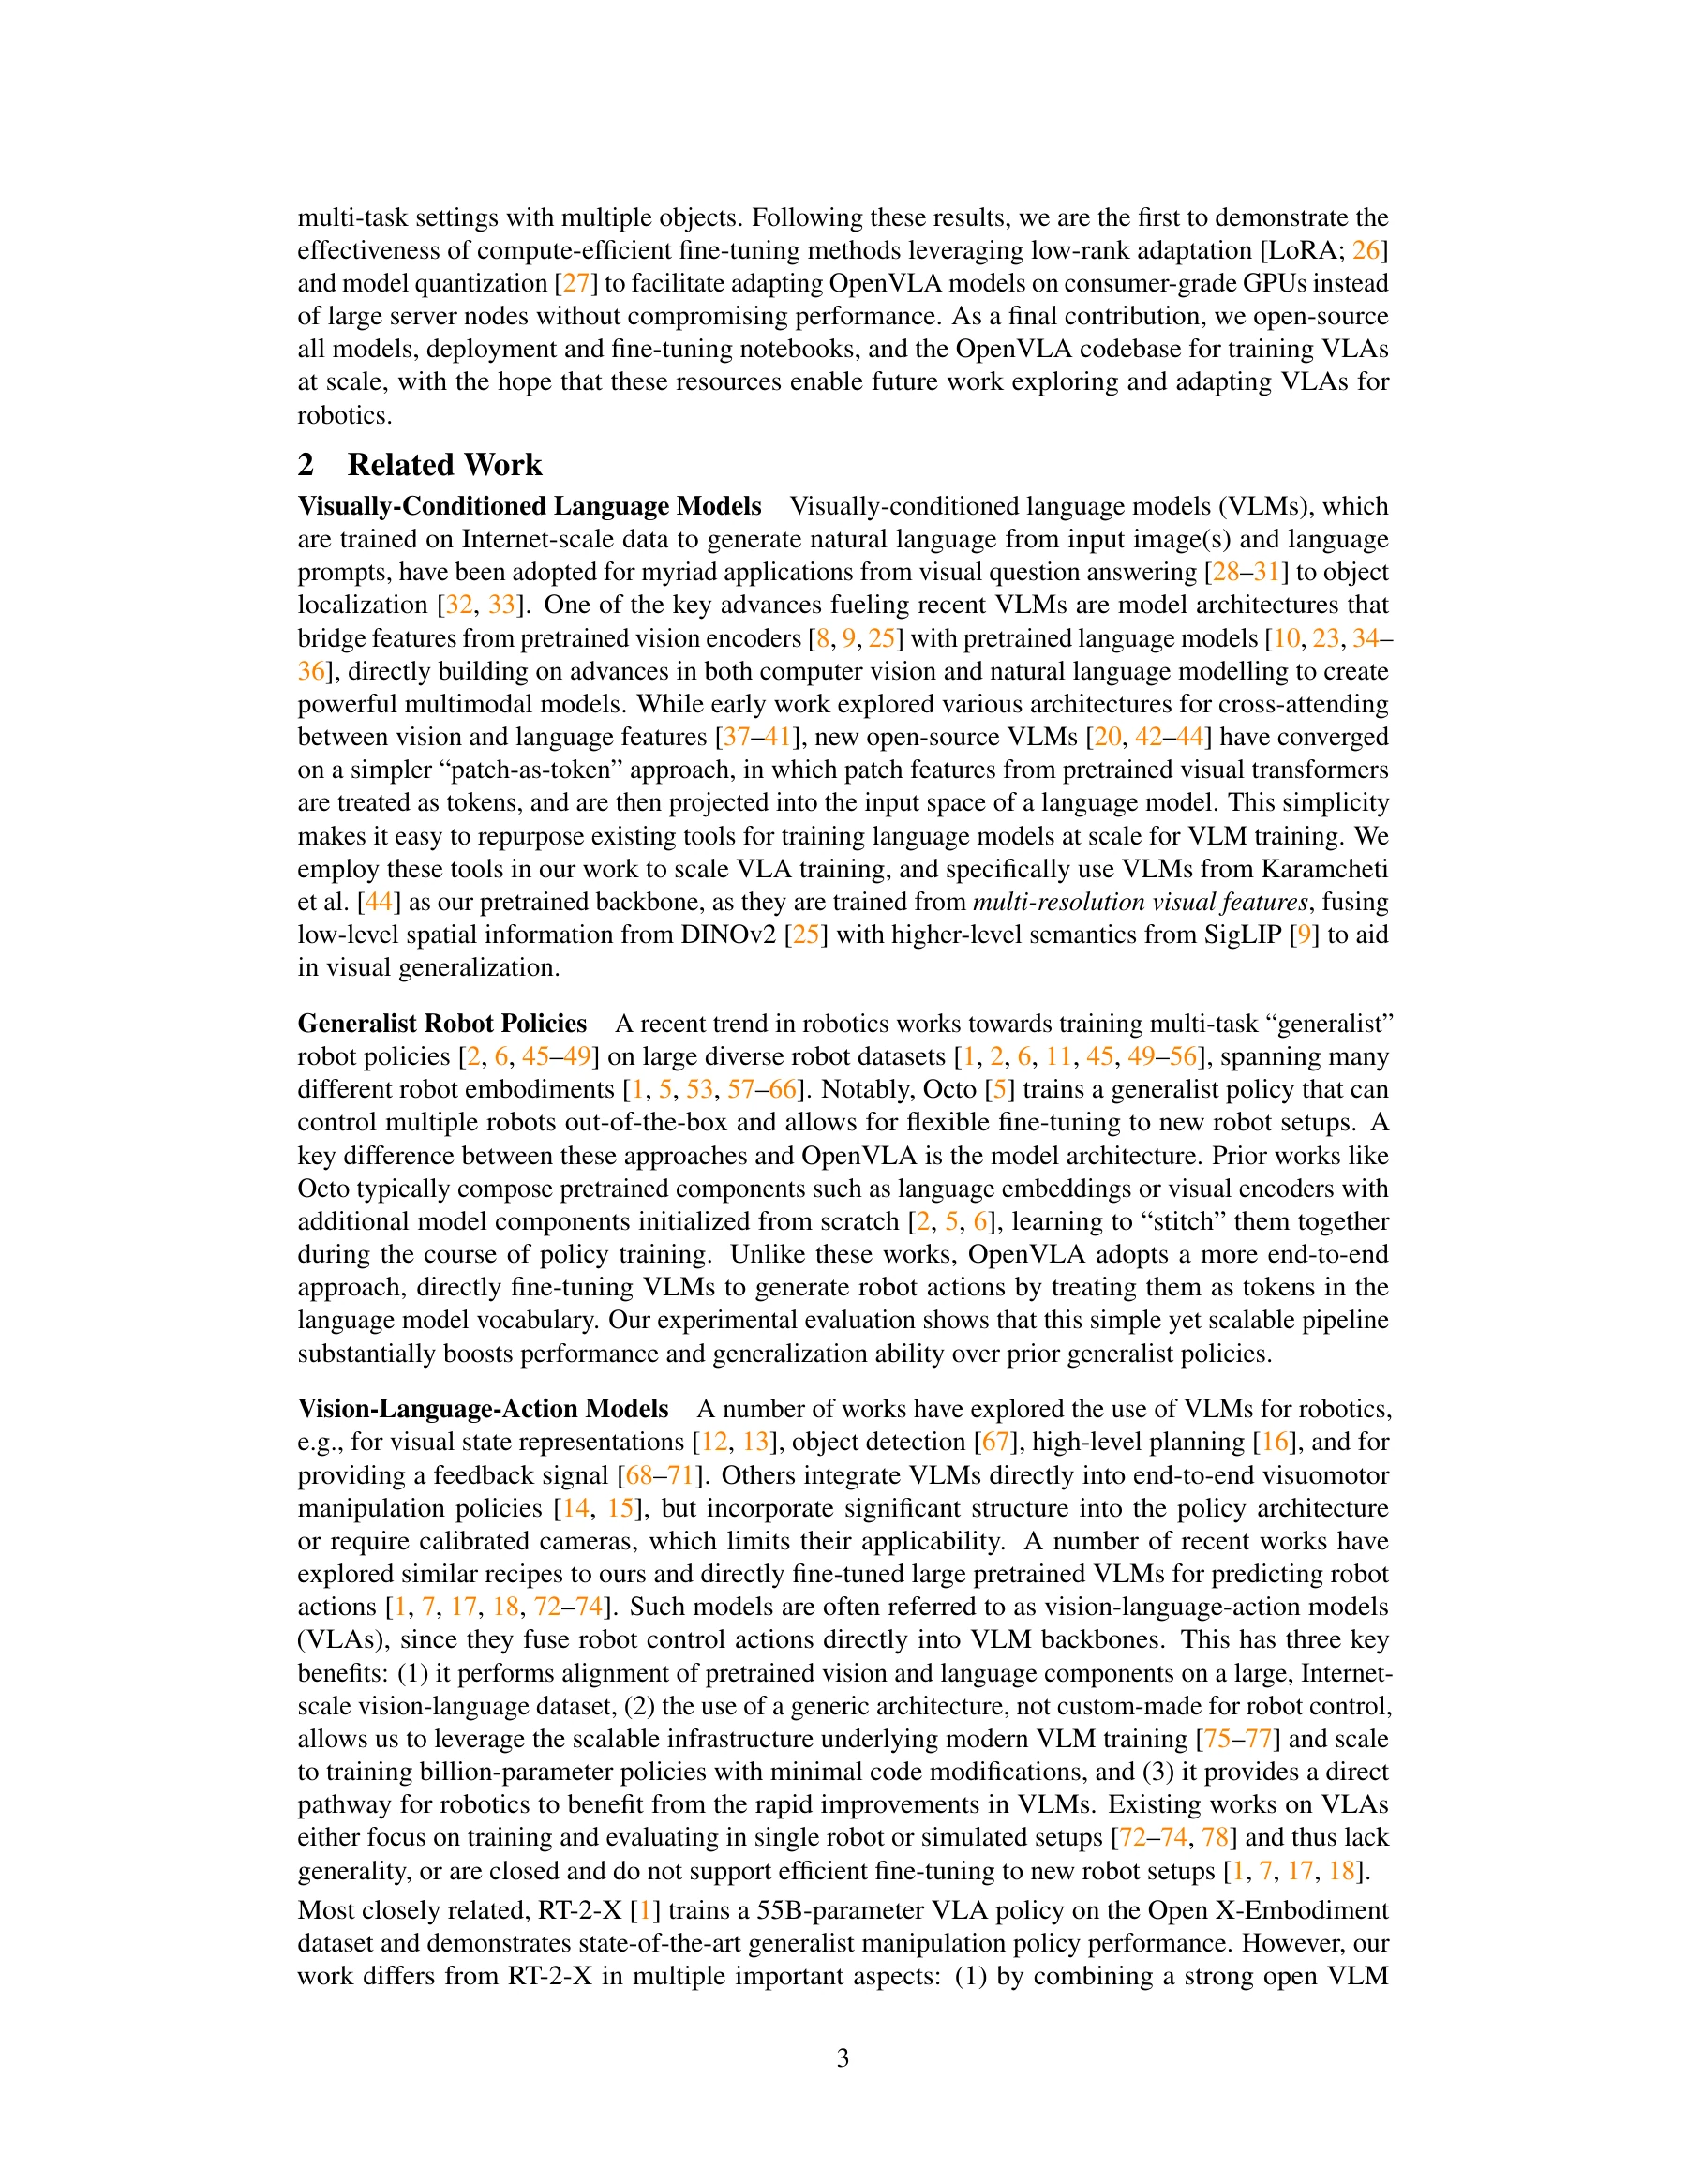 multi-task settings with multiple objects. Following these results, we are the first to demonstrate the
effectiveness of compute-efficient fine-tuning methods leveraging low-rank adaptation [LoRA; 26]
and model quantization [27] to facilitate adapting OpenVLA models on consumer-grade GPUs instead
of large server nodes without compromising performance. As a final contribution, we open-source
all models, deployment and fine-tuning notebooks, and the OpenVLA codebase for training VLAs
at scale, with the hope that these resources enable future work exploring and adapting VLAs for
robotics.
2 Related Work
Visually-Conditioned Language Models Visually-conditioned language models (VLMs), which
are trained on Internet-scale data to generate natural language from input image(s) and language
prompts, have been adopted for myriad applications from visual question answering [28–31] to object
localization [32, 33]. One of the key advances fueling recent VLMs are model architectures that
bridge features from pretrained vision encoders [8, 9, 25] with pretrained language models [10, 23, 34–
36], directly building on advances in both computer vision and natural language modelling to create
powerful multimodal models. While early work explored various architectures for cross-attending
between vision and language features [37–41], new open-source VLMs [20, 42–44] have converged
on a simpler “patch-as-token” approach, in which patch features from pretrained visual transformers
are treated as tokens, and are then projected into the input space of a language model. This simplicity
makes it easy to repurpose existing tools for training language models at scale for VLM training. We
employ these tools in our work to scale VLA training, and specifically use VLMs from Karamcheti
et al. [44] as our pretrained backbone, as they are trained from multi-resolution visual features, fusing
low-level spatial information from DINOv2 [25] with higher-level semantics from SigLIP [9] to aid
in visual generalization.
Generalist Robot Policies A recent trend in robotics works towards training multi-task “generalist”
robot policies [2, 6, 45–49] on large diverse robot datasets [1, 2, 6, 11, 45, 49–56], spanning many
different robot embodiments [1, 5, 53, 57–66]. Notably, Octo [5] trains a generalist policy that can
control multiple robots out-of-the-box and allows for flexible fine-tuning to new robot setups. A
key difference between these approaches and OpenVLA is the model architecture. Prior works like
Octo typically compose pretrained components such as language embeddings or visual encoders with
additional model components initialized from scratch [2, 5, 6], learning to “stitch” them together
during the course of policy training. Unlike these works, OpenVLA adopts a more end-to-end
approach, directly fine-tuning VLMs to generate robot actions by treating them as tokens in the
language model vocabulary. Our experimental evaluation shows that this simple yet scalable pipeline
substantially boosts performance and generalization ability over prior generalist policies.
Vision-Language-Action Models A number of works have explored the use of VLMs for robotics,
e.g., for visual state representations [12, 13], object detection [67], high-level planning [16], and for
providing a feedback signal [68–71]. Others integrate VLMs directly into end-to-end visuomotor
manipulation policies [14, 15], but incorporate significant structure into the policy architecture
or require calibrated cameras, which limits their applicability. A number of recent works have
explored similar recipes to ours and directly fine-tuned large pretrained VLMs for predicting robot
actions [1, 7, 17, 18, 72–74]. Such models are often referred to as vision-language-action models
(VLAs), since they fuse robot control actions directly into VLM backbones. This has three key
benefits: (1) it performs alignment of pretrained vision and language components on a large, Internet-
scale vision-language dataset, (2) the use of a generic architecture, not custom-made for robot control,
allows us to leverage the scalable infrastructure underlying modern VLM training [75–77] and scale
to training billion-parameter policies with minimal code modifications, and (3) it provides a direct
pathway for robotics to benefit from the rapid improvements in VLMs. Existing works on VLAs
either focus on training and evaluating in single robot or simulated setups [72–74, 78] and thus lack
generality, or are closed and do not support efficient fine-tuning to new robot setups [1, 7, 17, 18].
Most closely related, RT-2-X [1] trains a 55B-parameter VLA policy on the Open X-Embodiment
dataset and demonstrates state-of-the-art generalist manipulation policy performance. However, our
work differs from RT-2-X in multiple important aspects: (1) by combining a strong open VLM
3